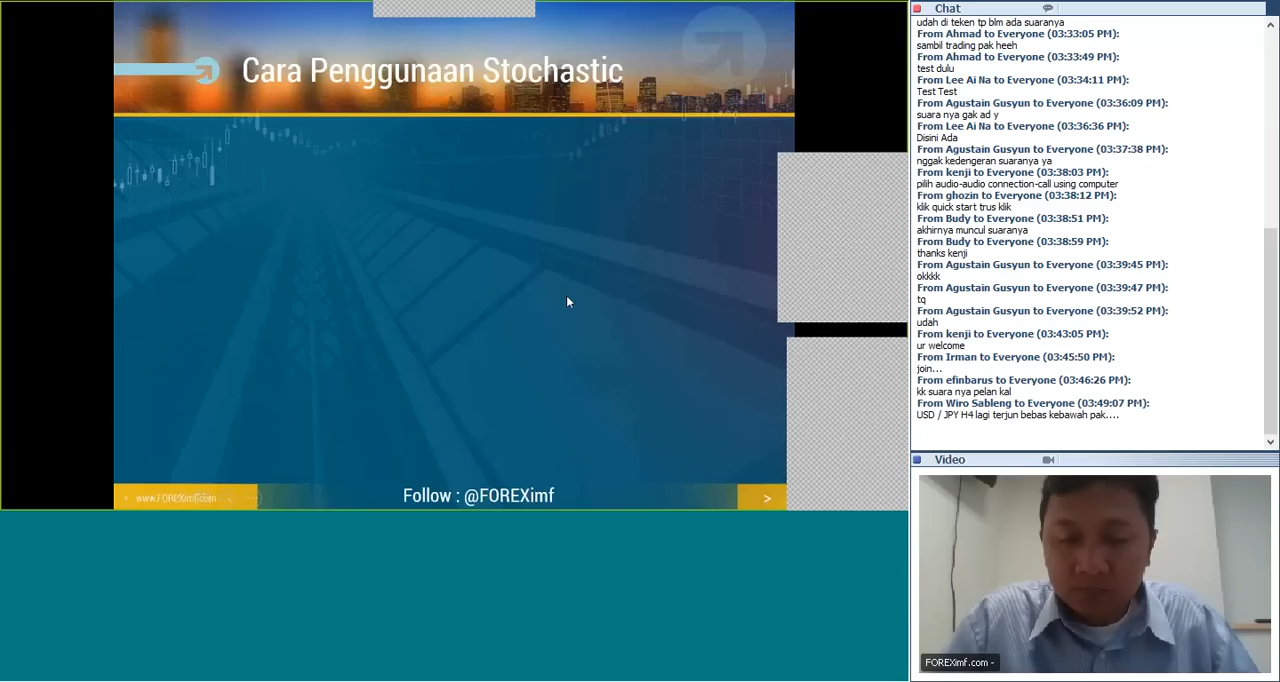 Cara Penggunaan Stochastic
www.FOREXimf.com
Follow : @FOREXimf
>
Chat
udah di teken tp blm ada suaranya
From Ahmad to Everyone (03:33:05 PM):
sambil trading pak heeh
From Ahmad to Everyone (03:33:49 PM):
test dulu
From Lee Ai Na to Everyone (03:34:11 PM):
Test Test
From Agustain Gusyun to Everyone (03:36:09 PM):
suara nya gak ad y
From Lee Ai Na to Everyone (03:36:36 PM):
Disini Ada
From Agustain Gusyun to Everyone (03:37:38 PM):
nggak kedengeran suaranya ya
From kenji to Everyone (03:38:03 PM):
pilih audio-audio connection-call using computer
From ghozin to Everyone (03:38:12 PM):
klik quick start trus klik
From Budy to Everyone (03:38:51 PM):
akhirnya muncul suaranya
From Budy to Everyone (03:38:59 PM):
thanks kenji
From Agustain Gusyun to Everyone (03:39:45 PM):
okkkk
From Agustain Gusyun to Everyone (03:39:47 PM):
tq
From Agustain Gusyun to Everyone (03:39:52 PM):
udah
From kenji to Everyone (03:43:05 PM):
ur welcome
From Irman to Everyone (03:45:50 PM):
join...
From efinbarus to Everyone (03:46:26 PM):
kk suara nya pelan kal
From Wiro Sableng to Everyone (03:49:07 PM):
USD / JPY H4 lagi terjun bebas kebawah pak....
Video
FOREXimf.com -